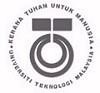 KERANA TUHAN UNTUK MANUSIA
UNIVERSITI TEKNOLOGI MALAYSIA